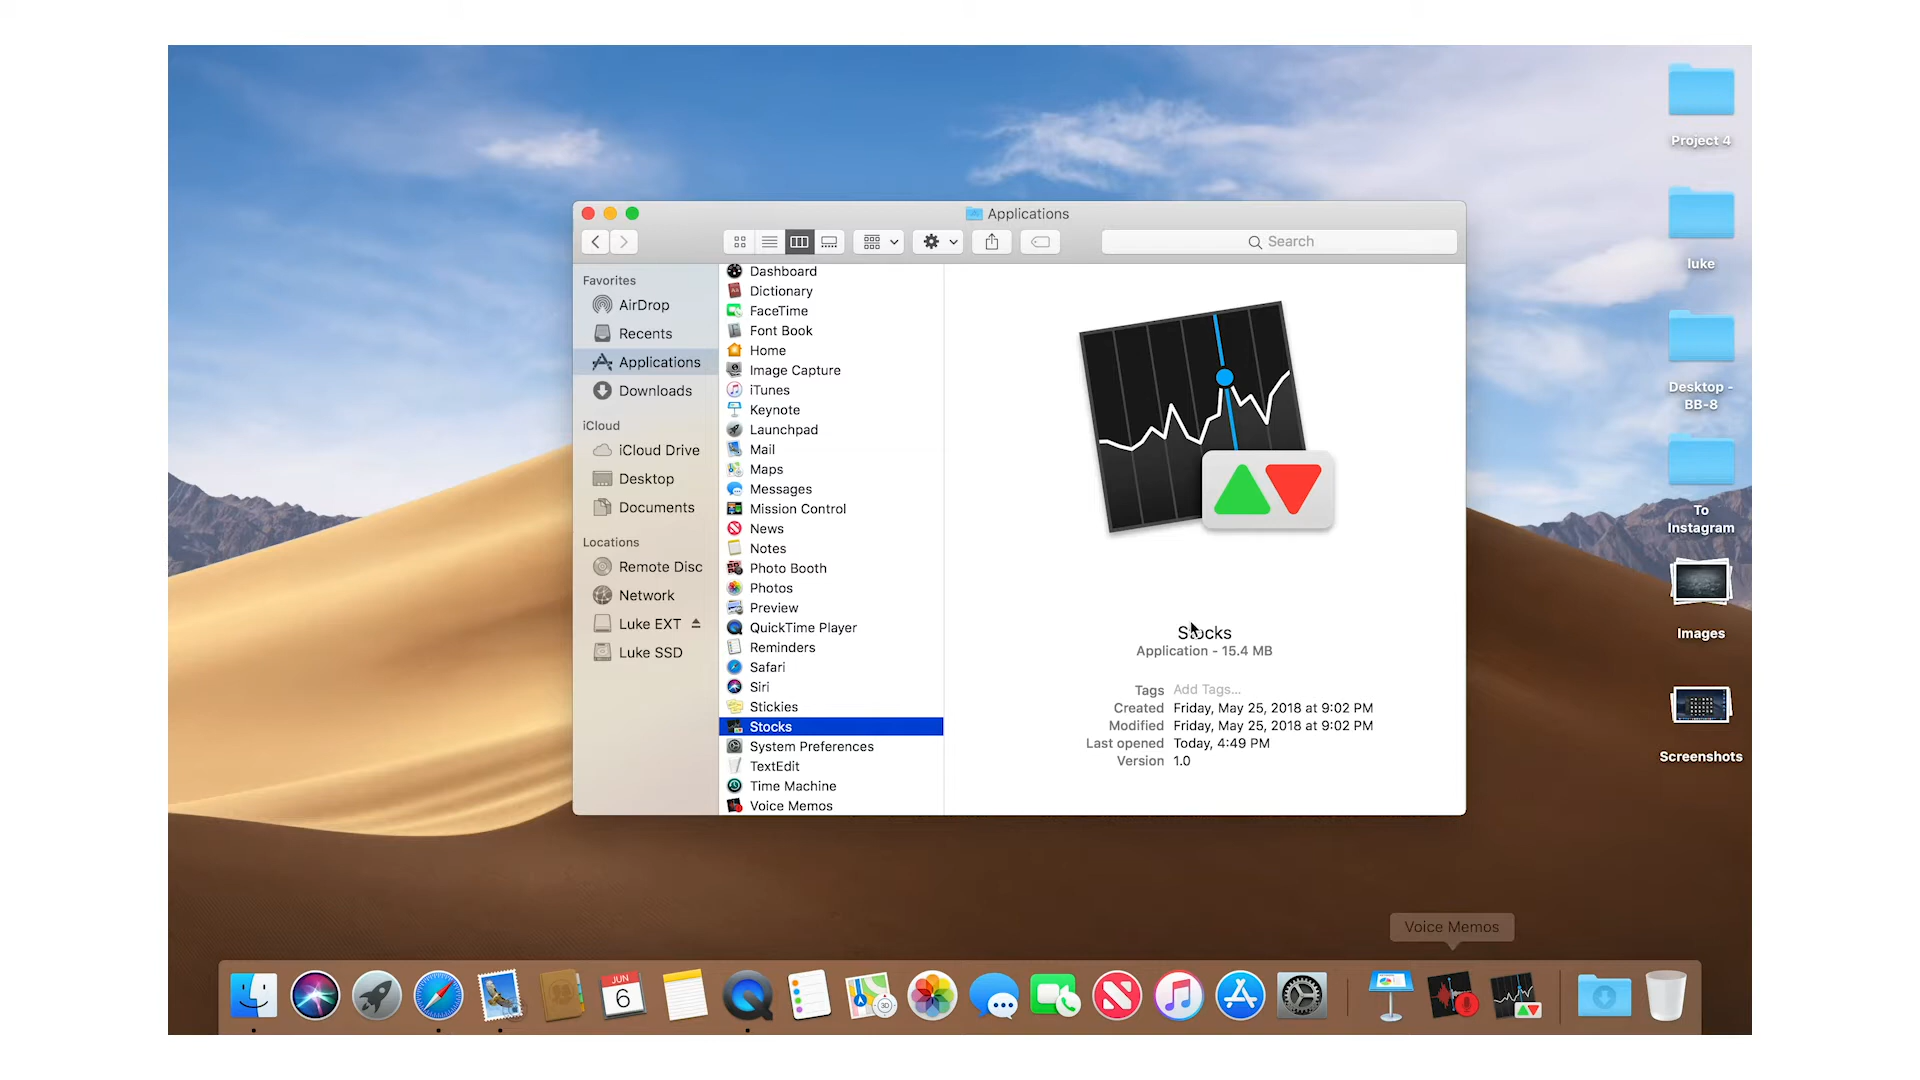 Project 4
luke
Desktop -
BB-8
To
Instagram
Images
Screenshots
Applications
Search
Favorites
AirDrop
Recents
Applications
Downloads
iCloud
iCloud Drive
Desktop
Documents
Locations
Remote Disc
Network
Luke EXT
Luke SSD
Dashboard
Dictionary
FaceTime
Font Book
Home
Image Capture
iTunes
Keynote
Launchpad
Mail
Maps
Messages
Mission Control
News
Notes
Photo Booth
Photos
Preview
QuickTime Player
Reminders
Safari
Siri
Stickies
Stocks
System Preferences
TextEdit
Time Machine
Voice Memos
Stocks
Application - 15.4 MB
Tags Add Tags...
Created Friday, May 25, 2018 at 9:02 PM
Modified Friday, May 25, 2018 at 9:02 PM
Last opened Today, 4:49 PM
Version 1.0
Voice Memos
JUN
6
3D